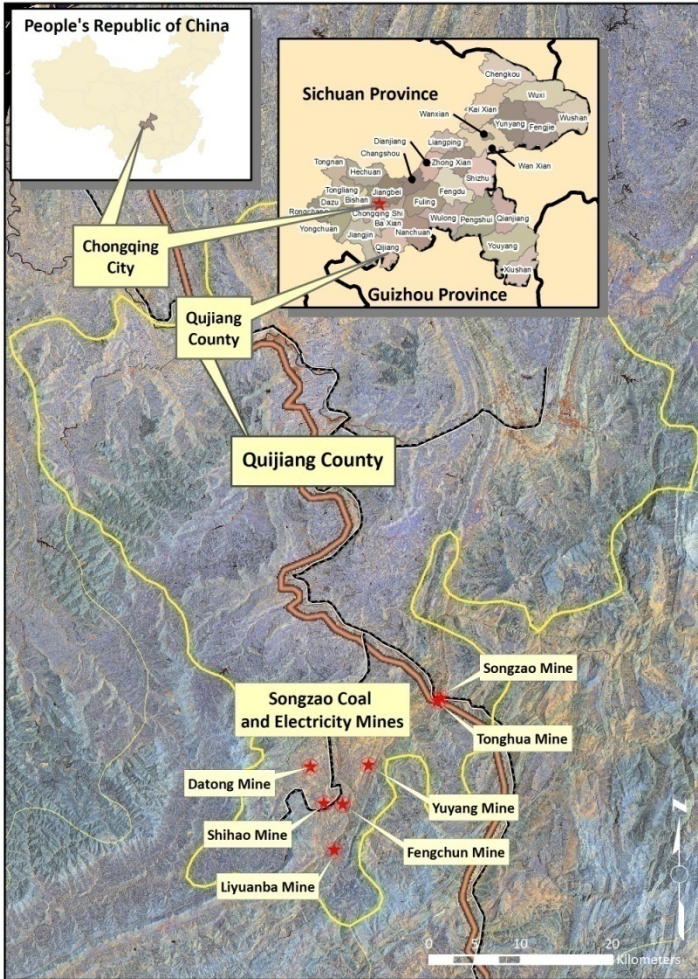 People's Republic of China
Sichuan Province
Chengkou
Wuxi
Kai Xian
Wanxian
Yunyang
Wushan
Fengjie
Dianjiang
Liangping
Wan Xian
Changshou
Zhong Xian
Tongnan
Hechuan
Shizhu
Tongliang
Jiangbei
Fengdu
Dazu
Bishan
Fuling
Rongchang
Chongqing Shi
Wulong
Pengshui
Qianjiang
Ba Xian
Yongchuan
Jiangjin
Nanchuan
Youyang
Qijiang
Xiushan
Guizhou Province
Chongqing
City
Qujiang
County
Quijiang County
Songzao Mine
Songzao Coal
and Electricity Mines
Tonghua Mine
Datong Mine
Yuyang Mine
Shihao Mine
Fengchun Mine
Liyuanba Mine
0 5 10 20
Kilometers